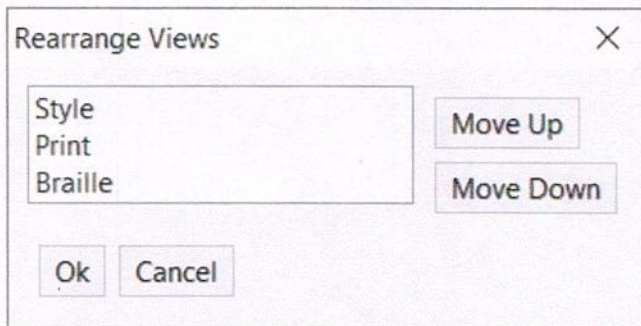 Rearrange Views
Style
Print
Braille
Move Up
Move Down
Ok
Cancel